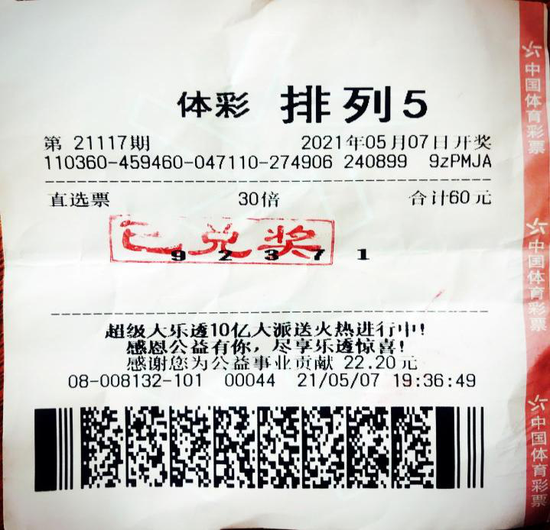 体彩 排列5
第 21117期 2021年05月07日开奖
110360-459460-047110-274906 240899 9zPMJA
直选票 30倍 合计60元
已兑奖
9 2 3 7 1
超级大乐透10亿大派送火热进行中!
感恩公益有你,尽享乐透惊喜!
感谢您为公益事业贡献 22.20元
08-008132-101 00044 21/05/07 19:36:49
中国体育彩票
中国体育彩票
中国体育彩票